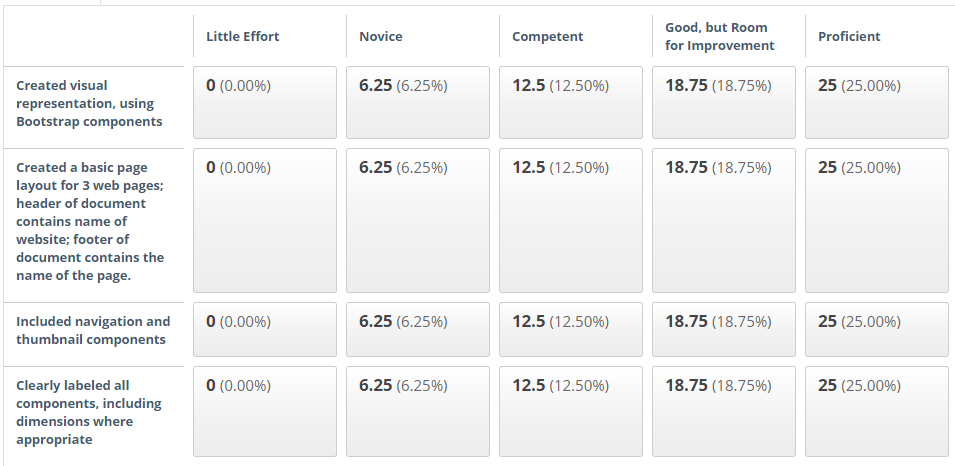 Little Effort
Novice
Competent
Good, but Room
for Improvement
Proficient
Created visual
representation, using
Bootstrap components
0 (0.00%)
6.25 (6.25%)
12.5 (12.50%)
18.75 (18.75%)
25 (25.00%)
Created a basic page
layout for 3 web pages;
header of document
contains name of
website; footer of
document contains the
name of the page.
0 (0.00%)
6.25 (6.25%)
12.5 (12.50%)
18.75 (18.75%)
25 (25.00%)
Included navigation and
thumbnail components
0 (0.00%)
6.25 (6.25%)
12.5 (12.50%)
18.75 (18.75%)
25 (25.00%)
Clearly labeled all
components, including
dimensions where
appropriate
0 (0.00%)
6.25 (6.25%)
12.5 (12.50%)
18.75 (18.75%)
25 (25.00%)